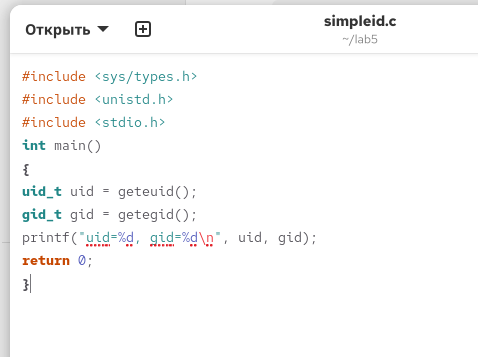 Открыть
simpleid.c
~/lab5
#include <sys/types.h>
#include <unistd.h>
#include <stdio.h>
int main()
{
uid_t uid = geteuid();
gid_t gid = getegid();
printf("uid=%d, gid=%d\n", uid, gid);
return 0;
}